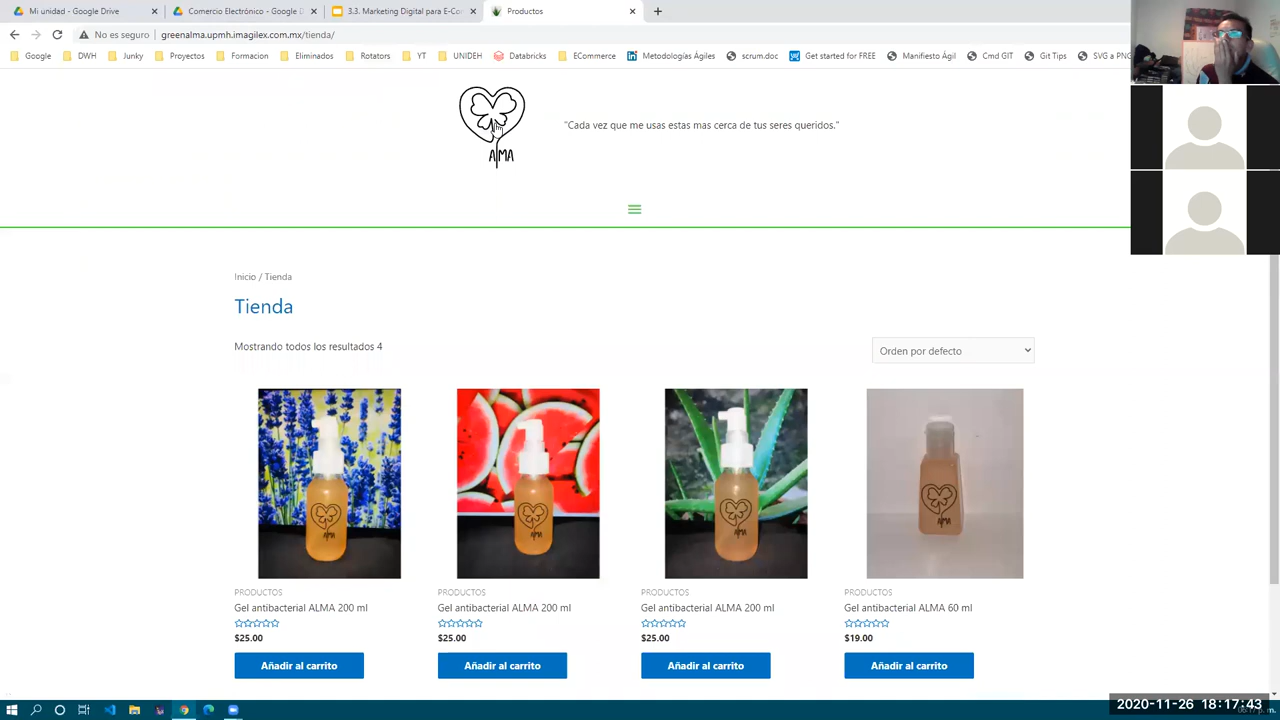 Mi unidad - Google Drive
Comercio Electrónico - Google D
3.3. Marketing Digital para E-Co
Productos
No es seguro | greenalma.upmh.imagilex.com.mx/tienda/
Google
DWH
Junky
Proyectos
Formacion
Eliminados
Rotators
YT
UNIDEH
Databricks
ECommerce
Metodologías Ágiles
scrum.doc
Get started for FREE
Manifiesto Ágil
Cmd GIT
Git Tips
SVG a PNG
ALMA
"Cada vez que me usas estas mas cerca de tus seres queridos."
Inicio / Tienda
Tienda
Mostrando todos los resultados 4
Orden por defecto
ALMA
ALMA
ALMA
ALMA
PRODUCTOS
PRODUCTOS
PRODUCTOS
PRODUCTOS
Gel antibacterial ALMA 200 ml
Gel antibacterial ALMA 200 ml
Gel antibacterial ALMA 200 ml
Gel antibacterial ALMA 60 ml
$25.00
$25.00
$25.00
$19.00
Añadir al carrito
Añadir al carrito
Añadir al carrito
Añadir al carrito
2020-11-26 18:17:43